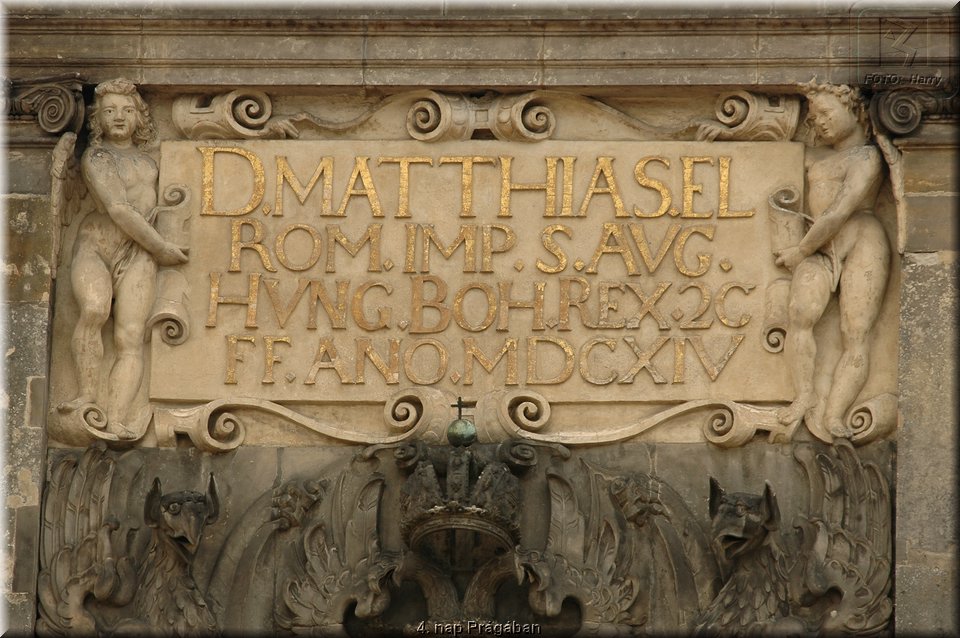 FOTO: Harry
D. MATTHIAS. EL
ROM. IMP. S. AVG.
HVNG. BOH. REX. 2C
FF. ANO. MDCXIV
4. nap Prágában